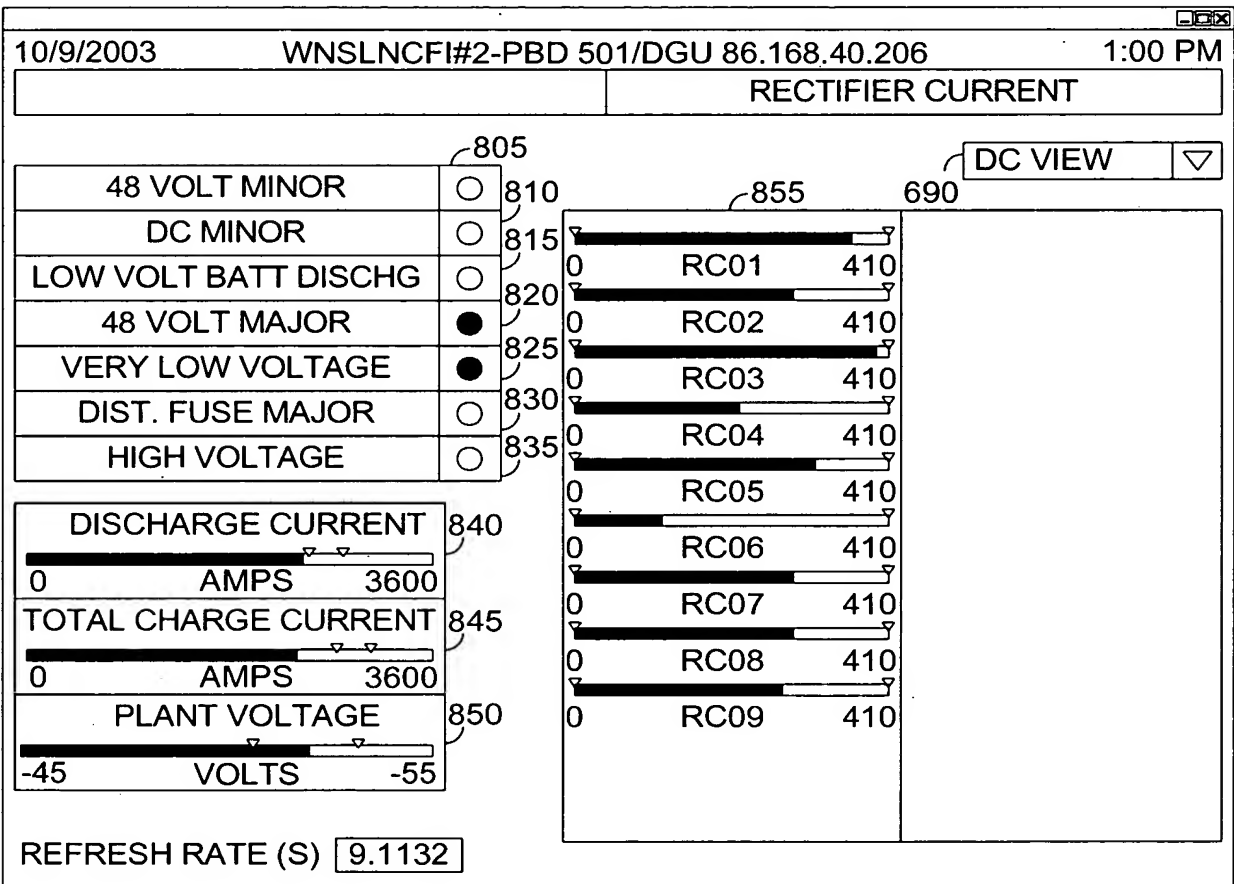 10/9/2003 WNSLNCFI#2-PBD 501/DGU 86.168.40.206 1:00 PM
RECTIFIER CURRENT
805
48 VOLT MINOR
810
DC MINOR
815
LOW VOLT BATT DISCHG
820
48 VOLT MAJOR
825
VERY LOW VOLTAGE
830
DIST. FUSE MAJOR
835
HIGH VOLTAGE
DISCHARGE CURRENT 840
0 AMPS 3600
TOTAL CHARGE CURRENT 845
0 AMPS 3600
PLANT VOLTAGE 850
-45 VOLTS -55
REFRESH RATE (S) 9.1132
DC VIEW
855 690
0 RC01 410
0 RC02 410
0 RC03 410
0 RC04 410
0 RC05 410
0 RC06 410
0 RC07 410
0 RC08 410
0 RC09 410